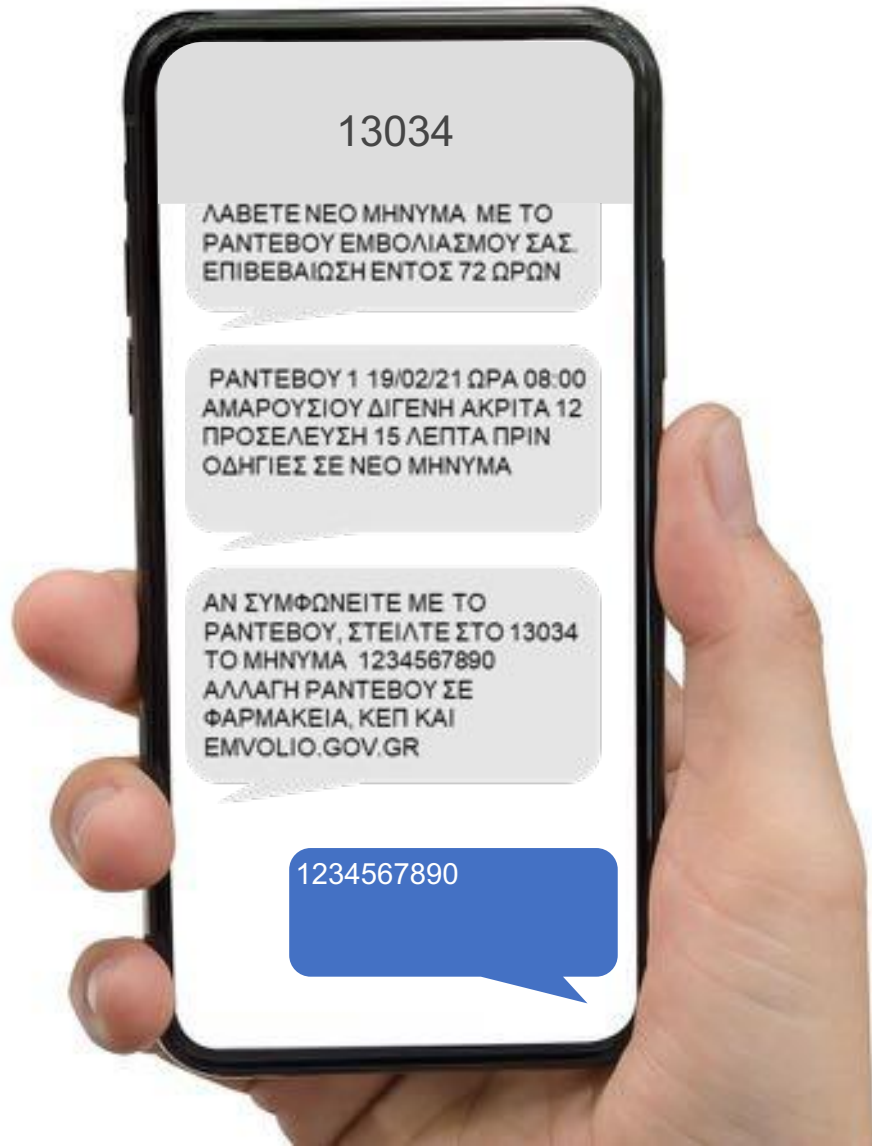 13034
ΛΑΒΕΤΕ ΝΕΟ ΜΗΝΥΜΑ ΜΕ ΤΟ
ΡΑΝΤΕΒΟΥ ΕΜΒΟΛΙΑΣΜΟΥ ΣΑΣ.
ΕΠΙΒΕΒΑΙΩΣΗ ΕΝΤΟΣ 72 ΩΡΩΝ
ΡΑΝΤΕΒΟΥ 1 19/02/21 ΩΡΑ 08:00
ΑΜΑΡΟΥΣΙΟΥ ΔΙΓΕΝΗ ΑΚΡΙΤΑ 12
ΠΡΟΣΕΛΕΥΣΗ 15 ΛΕΠΤΑ ΠΡΙΝ
ΟΔΗΓΙΕΣ ΣΕ ΝΕΟ ΜΗΝΥΜΑ
ΑΝ ΣΥΜΦΩΝΕΙΤΕ ΜΕ ΤΟ
ΡΑΝΤΕΒΟΥ, ΣΤΕΙΛΤΕ ΣΤΟ 13034
ΤΟ ΜΗΝΥΜΑ 1234567890
ΑΛΛΑΓΗ ΡΑΝΤΕΒΟΥ ΣΕ
ΦΑΡΜΑΚΕΙΑ, ΚΕΠ ΚΑΙ
EMVOLIO.GOV.GR
1234567890